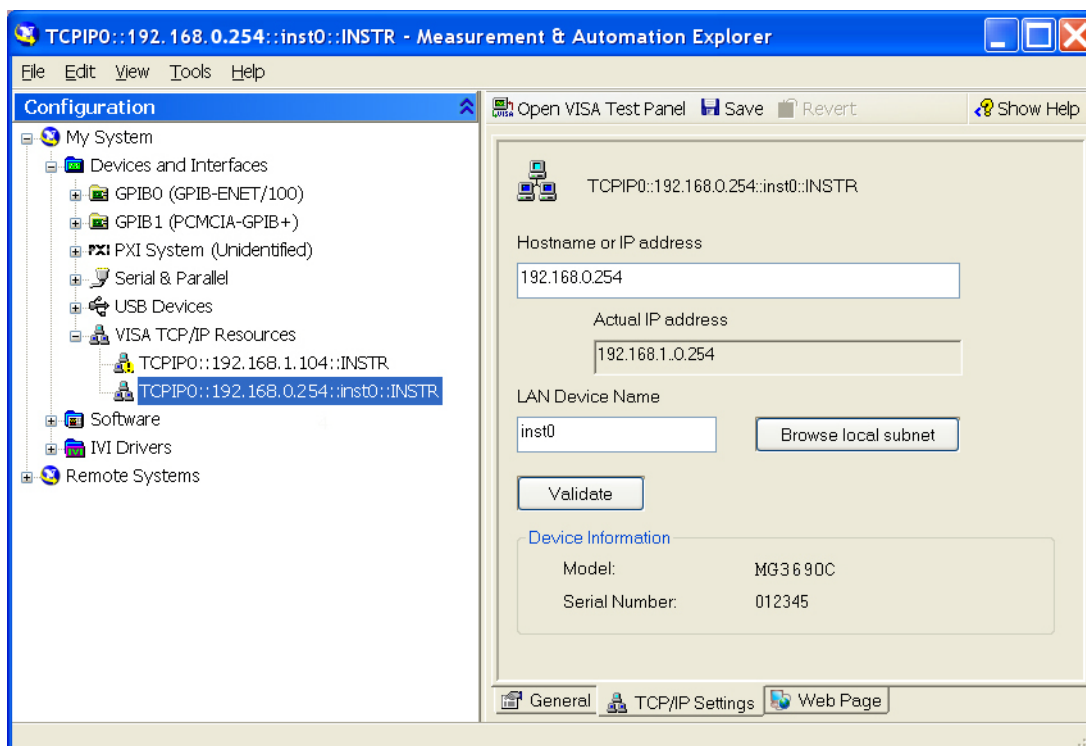 TCPIP0::192.168.0.254::inst0::INSTR - Measurement & Automation Explorer
File Edit View Tools Help
Configuration
My System
Devices and Interfaces
GPIB0 (GPIB-ENET/100)
GPIB1 (PCMCIA-GPIB+)
PXI PXI System (Unidentified)
Serial & Parallel
USB Devices
VISA TCP/IP Resources
TCPIP0::192.168.1.104::INSTR
TCPIP0::192.168.0.254::inst0::INSTR
Software
IVI Drivers
Remote Systems
Open VISA Test Panel Save Revert Show Help
TCPIP0::192.168.0.254::inst0::INSTR
Hostname or IP address
192.168.0.254
Actual IP address
192.168.1..0.254
LAN Device Name
inst0 Browse local subnet
Validate
Device Information
Model: MG3690C
Serial Number: 012345
General TCP/IP Settings Web Page